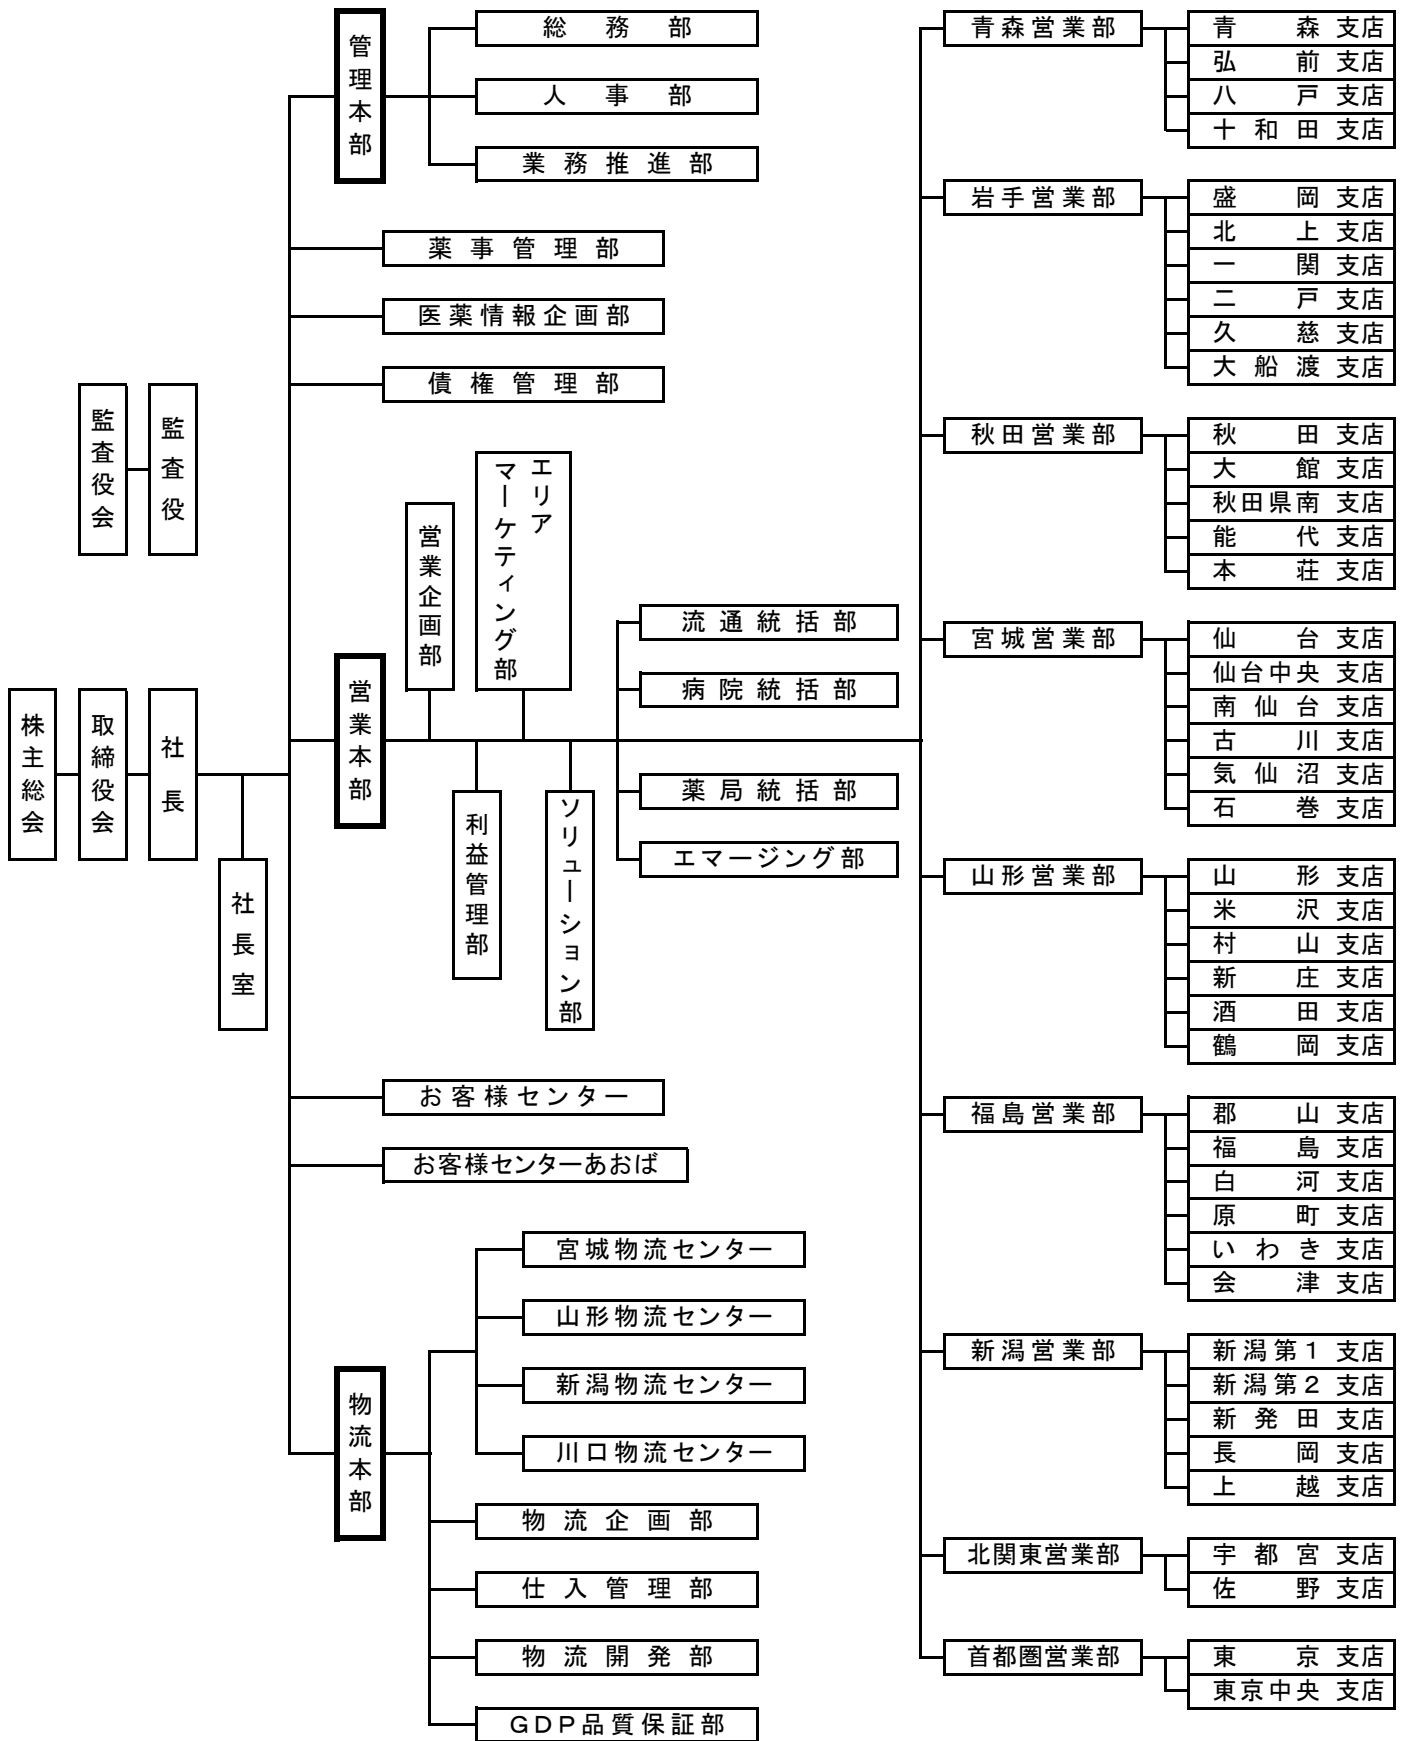 株主総会
取締役会
社長
社長室
監査役会
監査役
管理本部
総務部
人事部
業務推進部
薬事管理部
医薬情報企画部
債権管理部
営業本部
営業企画部
エリア
マーケティング部
利益管理部
ソリューション部
流通統括部
病院統括部
薬局統括部
エマージング部
お客様センター
お客様センターあおば
物流本部
宮城物流センター
山形物流センター
新潟物流センター
川口物流センター
物流企画部
仕入管理部
物流開発部
GDP品質保証部
青森営業部
青森支店
弘前支店
八戸支店
十和田支店
岩手営業部
盛岡支店
北上支店
一関支店
二戸支店
久慈支店
大船渡支店
秋田営業部
秋田支店
大館支店
秋田県南支店
能代支店
本荘支店
宮城営業部
仙台支店
仙台中央支店
南仙台支店
古川支店
気仙沼支店
石巻支店
山形営業部
山形支店
米沢支店
村山支店
新庄支店
酒田支店
鶴岡支店
福島営業部
郡山支店
福島支店
白河支店
原町支店
いわき支店
会津支店
新潟営業部
新潟第1支店
新潟第2支店
新発田支店
長岡支店
上越支店
北関東営業部
宇都宮支店
佐野支店
首都圏営業部
東京支店
東京中央支店